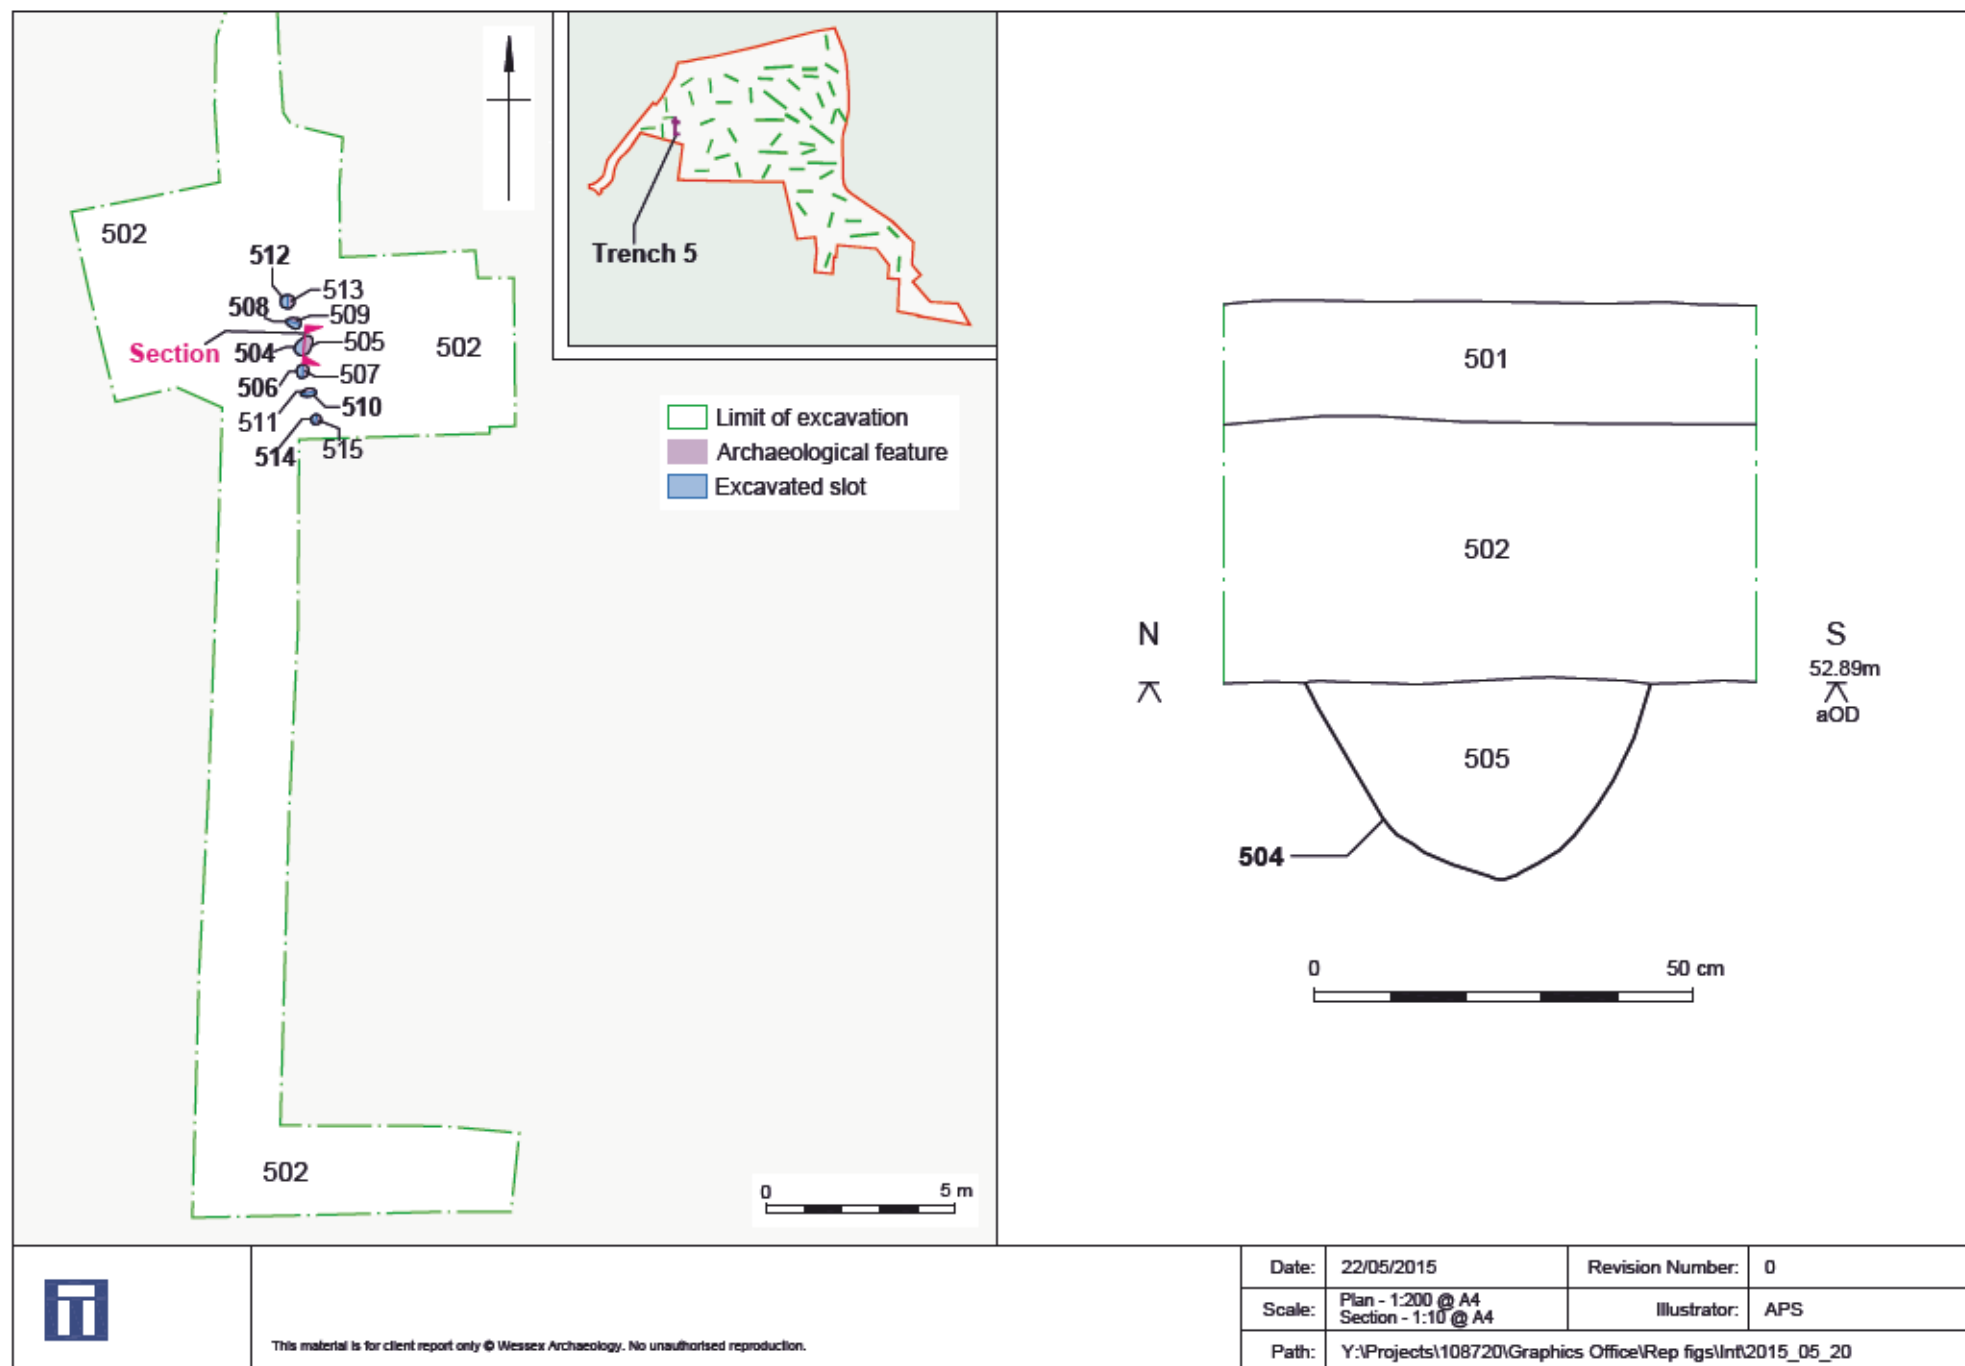 502
512
513
508
509
Section
504
505
502
506
507
511
510
514
515
502
0 5 m
Trench 5
Limit of excavation
Archaeological feature
Excavated slot
501
502
N
S
52.89m
aOD
505
504
0 50 cm
This material is for client report only © Wessex Archaeology. No unauthorised reproduction.
Date: 22/05/2015 Revision Number: 0
Scale: Plan - 1:200 @ A4
Section - 1:10 @ A4
Illustrator: APS
Path: Y:\Projects\108720\Graphics Office\Rep figs\Int\2015_05_20